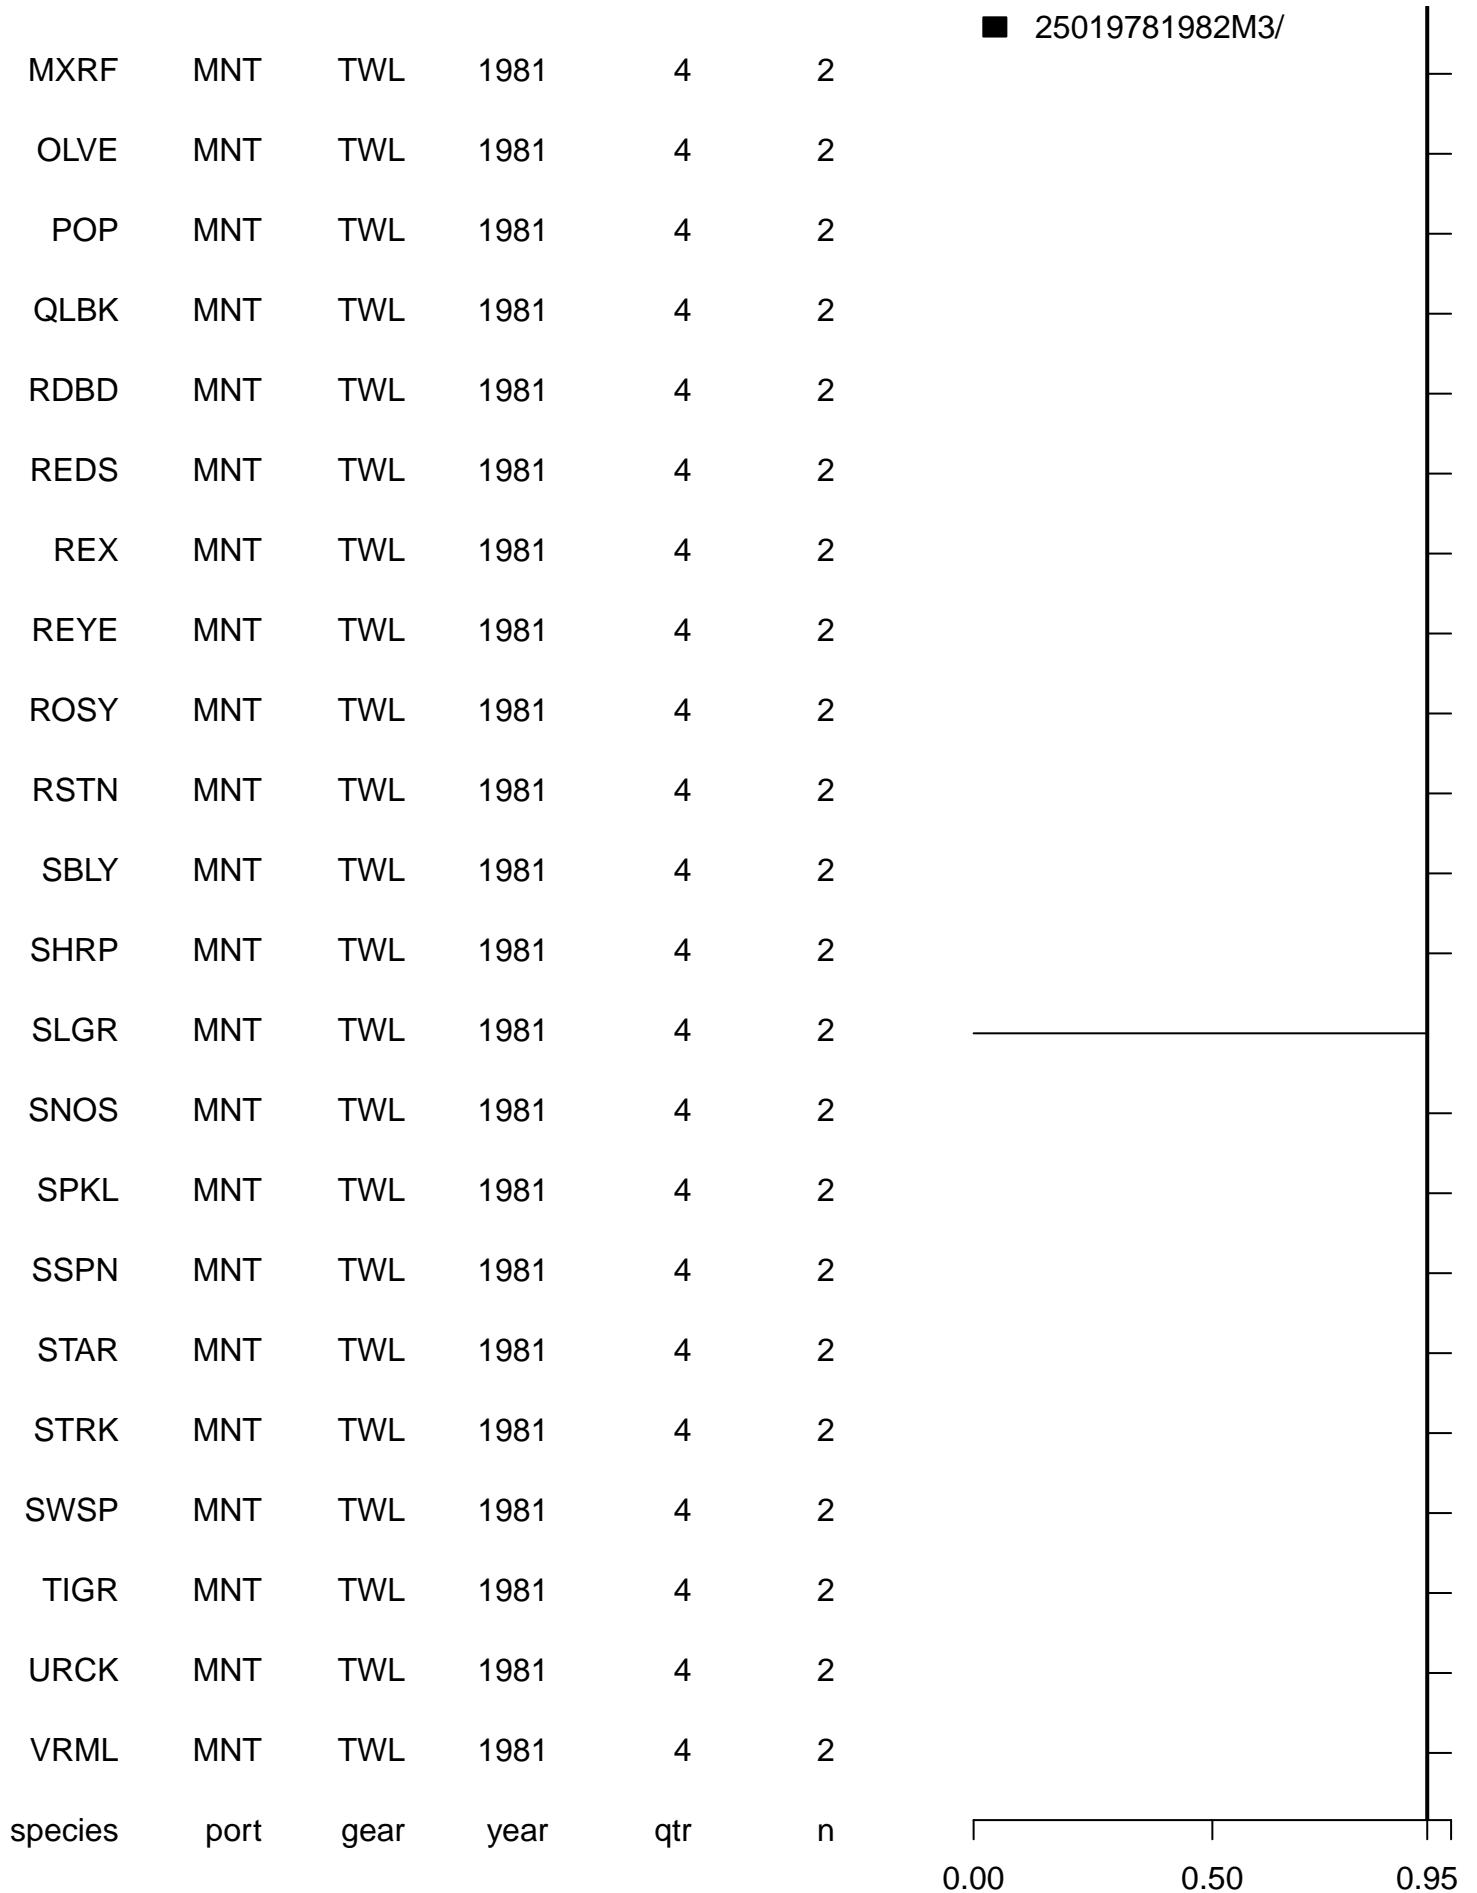 25019781982M3/
MXRF MNT TWL 1981 4 2
OLVE MNT TWL 1981 4 2
POP MNT TWL 1981 4 2
QLBK MNT TWL 1981 4 2
RDBD MNT TWL 1981 4 2
REDS MNT TWL 1981 4 2
REX MNT TWL 1981 4 2
REYE MNT TWL 1981 4 2
ROSY MNT TWL 1981 4 2
RSTN MNT TWL 1981 4 2
SBLY MNT TWL 1981 4 2
SHRP MNT TWL 1981 4 2
SLGR MNT TWL 1981 4 2
SNOS MNT TWL 1981 4 2
SPKL MNT TWL 1981 4 2
SSPN MNT TWL 1981 4 2
STAR MNT TWL 1981 4 2
STRK MNT TWL 1981 4 2
SWSP MNT TWL 1981 4 2
TIGR MNT TWL 1981 4 2
URCK MNT TWL 1981 4 2
VRML MNT TWL 1981 4 2
species port gear year qtr n
0.00 0.50 0.95